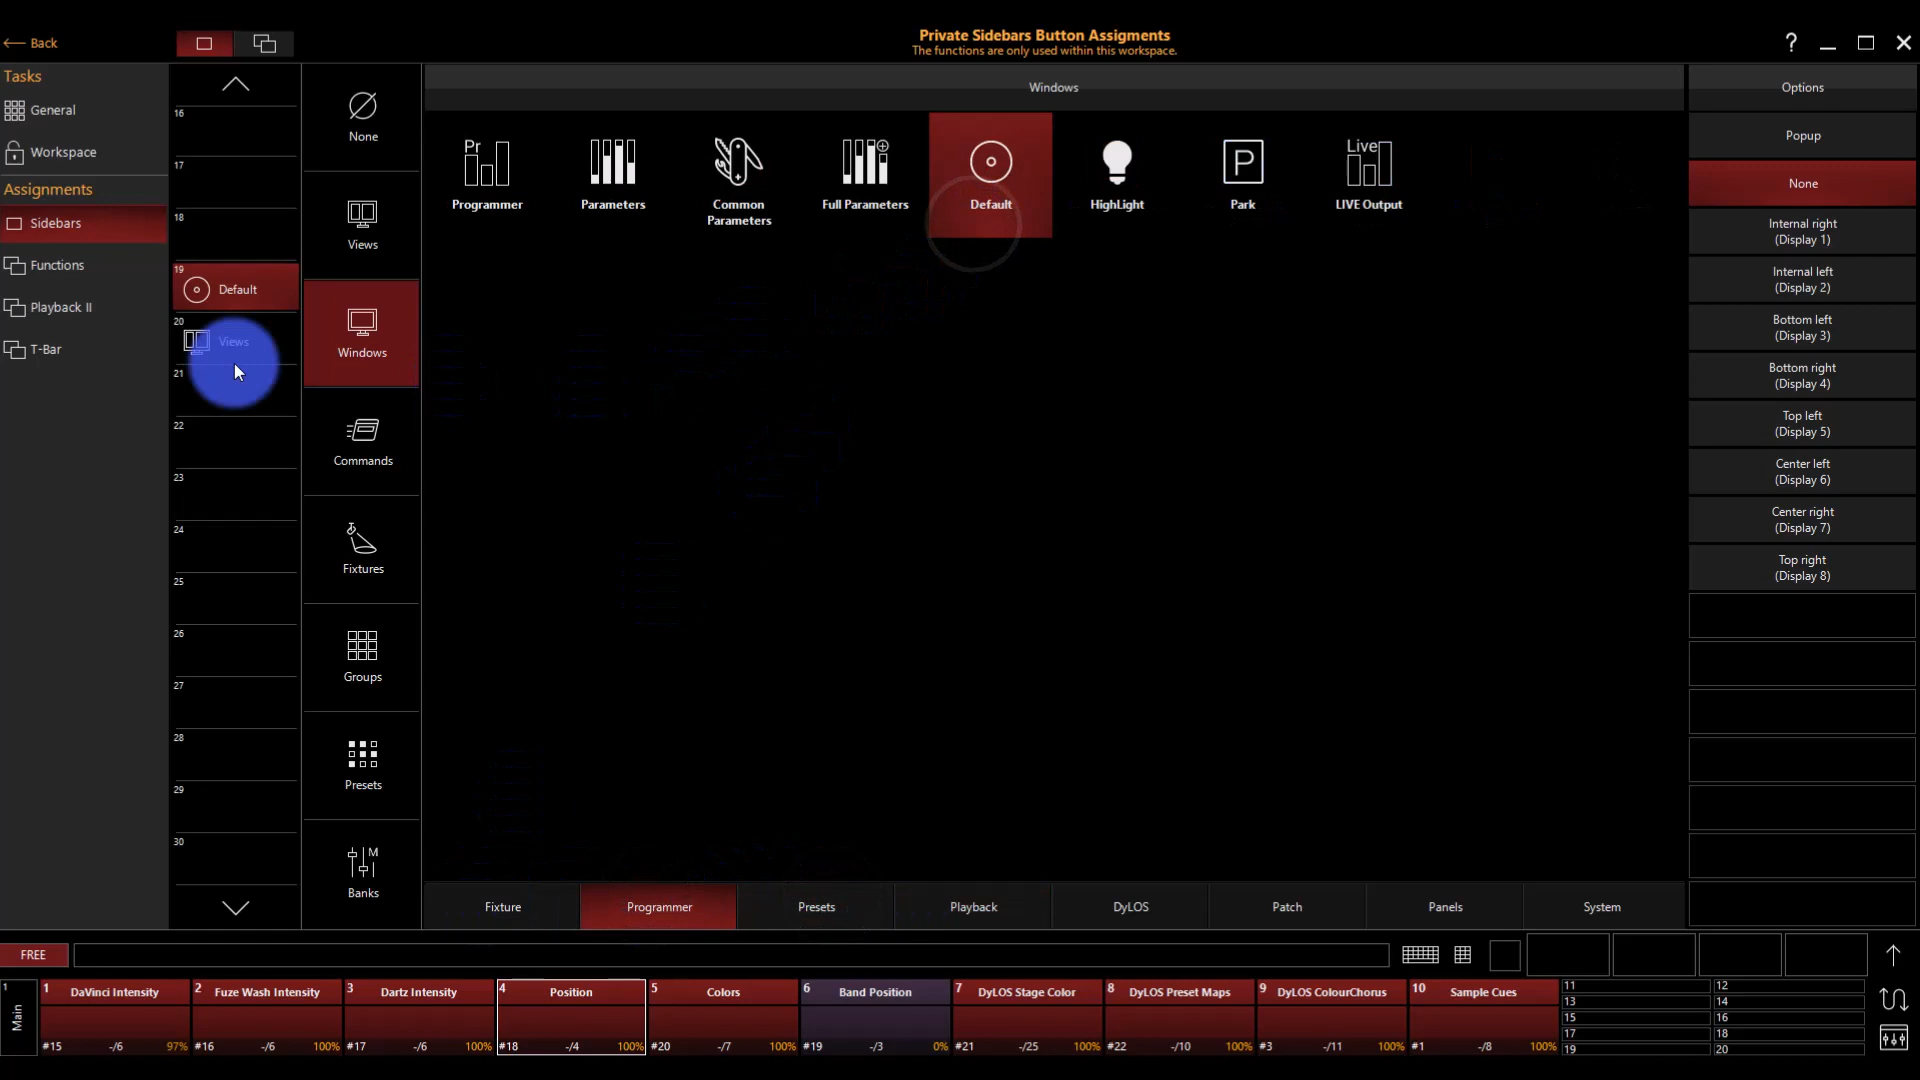 Private Sidebars Button Assigments
The functions are only used within this workspace.
Back
?
Tasks
General
Workspace
Assignments
Sidebars
Functions
Playback II
T-Bar
16
17
18
19
Default
20
Views
21
22
23
24
25
26
27
28
29
30
None
Views
Windows
Commands
Fixtures
Groups
Presets
M
Banks
Windows
Pr
Programmer
Parameters
Common
Parameters
Full Parameters
Default
HighLight
P
Park
Live
LIVE Output
Fixture
Programmer
Presets
Playback
DyLOS
Patch
Panels
System
Options
Popup
None
Internal right
(Display 1)
Internal left
(Display 2)
Bottom left
(Display 3)
Bottom right
(Display 4)
Top left
(Display 5)
Center left
(Display 6)
Center right
(Display 7)
Top right
(Display 8)
FREE
1
Main
1 DaVinci Intensity
#15 -/6 97%
2 Fuze Wash Intensity
#16 -/6 100%
3 Dartz Intensity
#17 -/6 100%
4 Position
#18 -/4 100%
5 Colors
#20 -/7 100%
6 Band Position
#19 -/3 0%
7 DyLOS Stage Color
#21 -/25 100%
8 DyLOS Preset Maps
#22 -/10 100%
9 DyLOS ColourChorus
#3 -/11 100%
10 Sample Cues
#1 -/8 100%
11 12
13 14
15 16
17 18
19 20